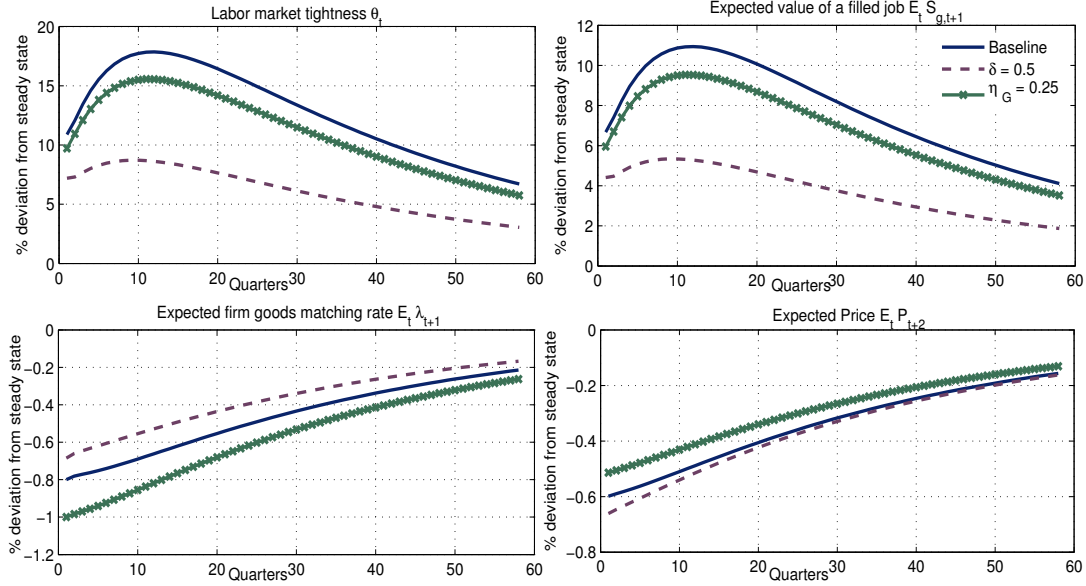 Labor market tightness θt
% deviation from steady state
20
15
10
5
0
0 10 20 30 40 50 60
Quarters
Expected value of a filled job Et Sg,t+1
% deviation from steady state
12
10
8
6
4
2
0
0 10 20 30 40 50 60
Quarters
Baseline
δ = 0.5
ηG = 0.25
Expected firm goods matching rate Et λt+1
% deviation from steady state
0
−0.2
−0.4
−0.6
−0.8
−1
−1.2
0 10 20 30 40 50 60
Quarters
Expected Price Et Pt+2
% deviation from steady state
0
−0.2
−0.4
−0.6
−0.8
0 10 20 30 40 50 60
Quarters